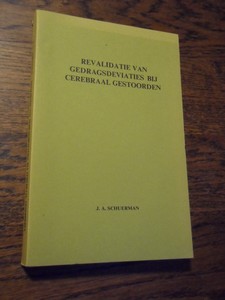 REVALIDATIE VAN
GEDRAGSDEVIATIES BIJ
CEREBRAAL GESTOORDEN
J. A. SCHUERMAN